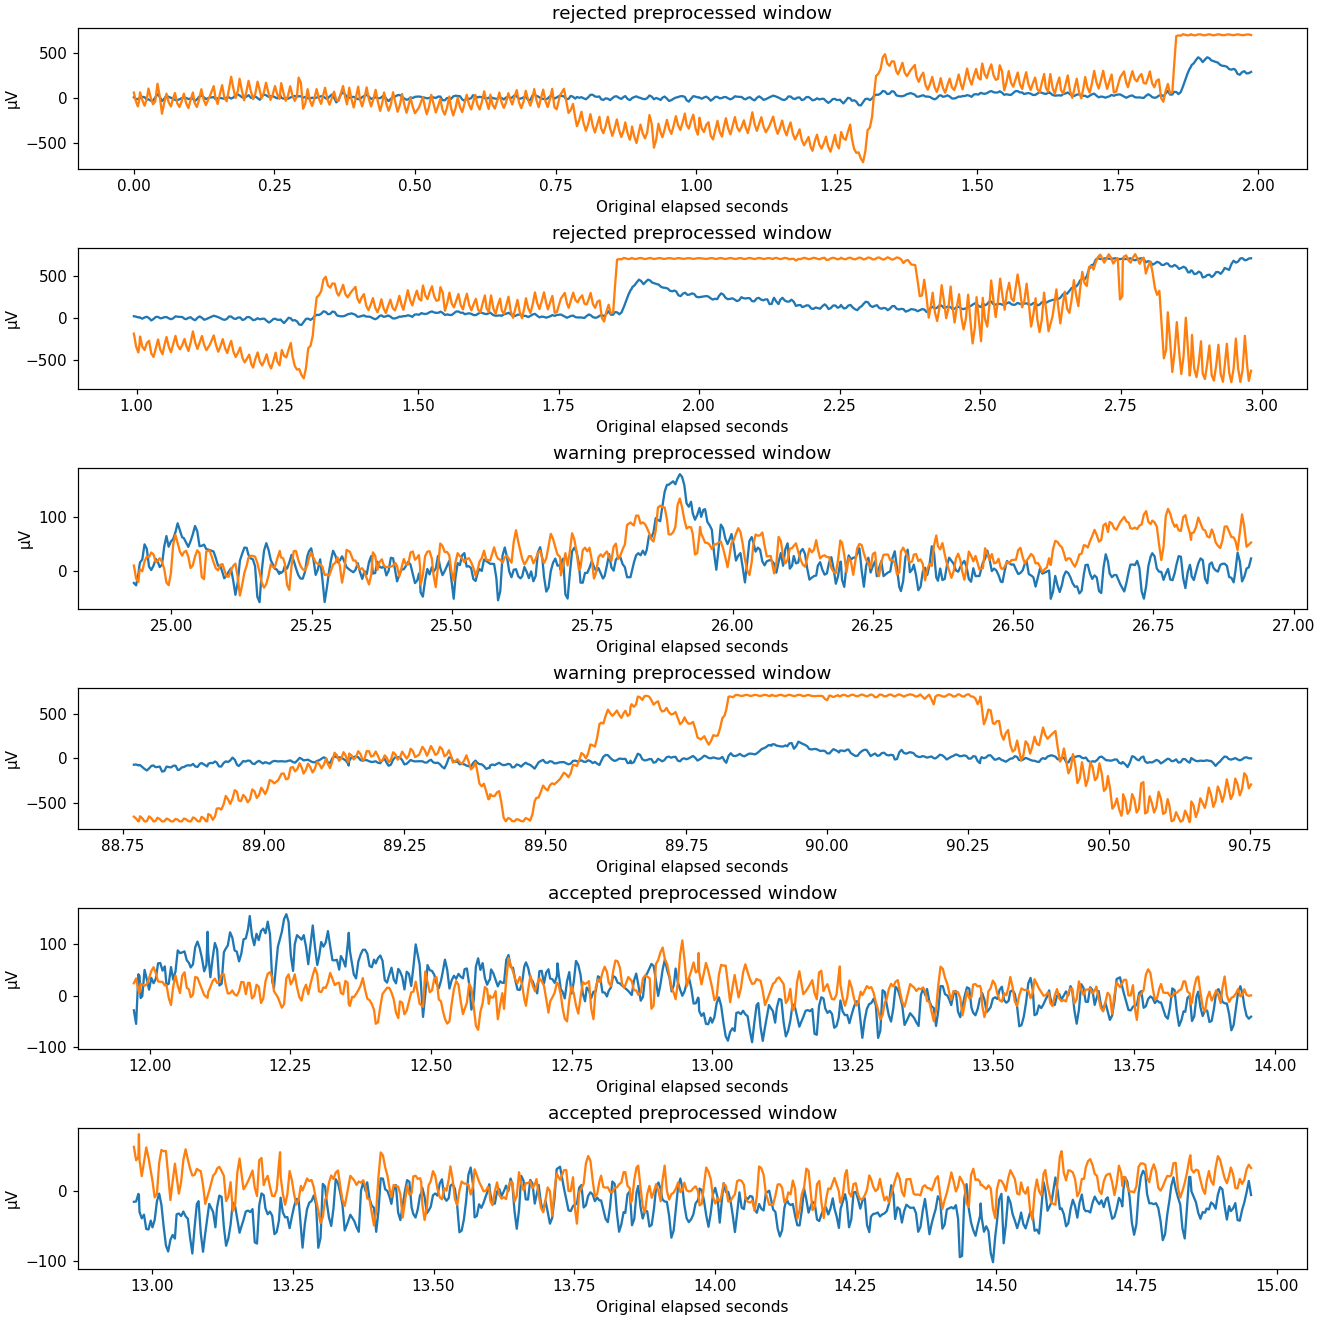 rejected preprocessed window
500
0
−500
µV
0.00 0.25 0.50 0.75 1.00 1.25 1.50 1.75 2.00
Original elapsed seconds
rejected preprocessed window
500
0
−500
µV
1.00 1.25 1.50 1.75 2.00 2.25 2.50 2.75 3.00
Original elapsed seconds
warning preprocessed window
100
0
µV
25.00 25.25 25.50 25.75 26.00 26.25 26.50 26.75 27.00
Original elapsed seconds
warning preprocessed window
500
0
−500
µV
88.75 89.00 89.25 89.50 89.75 90.00 90.25 90.50 90.75
Original elapsed seconds
accepted preprocessed window
100
0
−100
µV
12.00 12.25 12.50 12.75 13.00 13.25 13.50 13.75 14.00
Original elapsed seconds
accepted preprocessed window
0
−100
µV
13.00 13.25 13.50 13.75 14.00 14.25 14.50 14.75 15.00
Original elapsed seconds